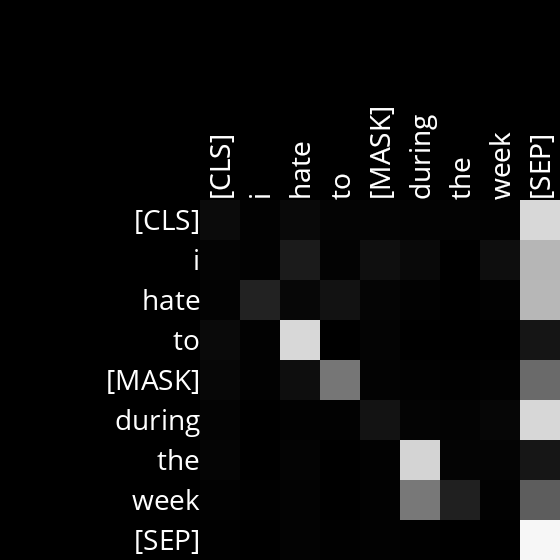 [CLS]
i
hate
to
[MASK]
during
the
week
[SEP]
[CLS]
i
hate
to
[MASK]
during
the
week
[SEP]